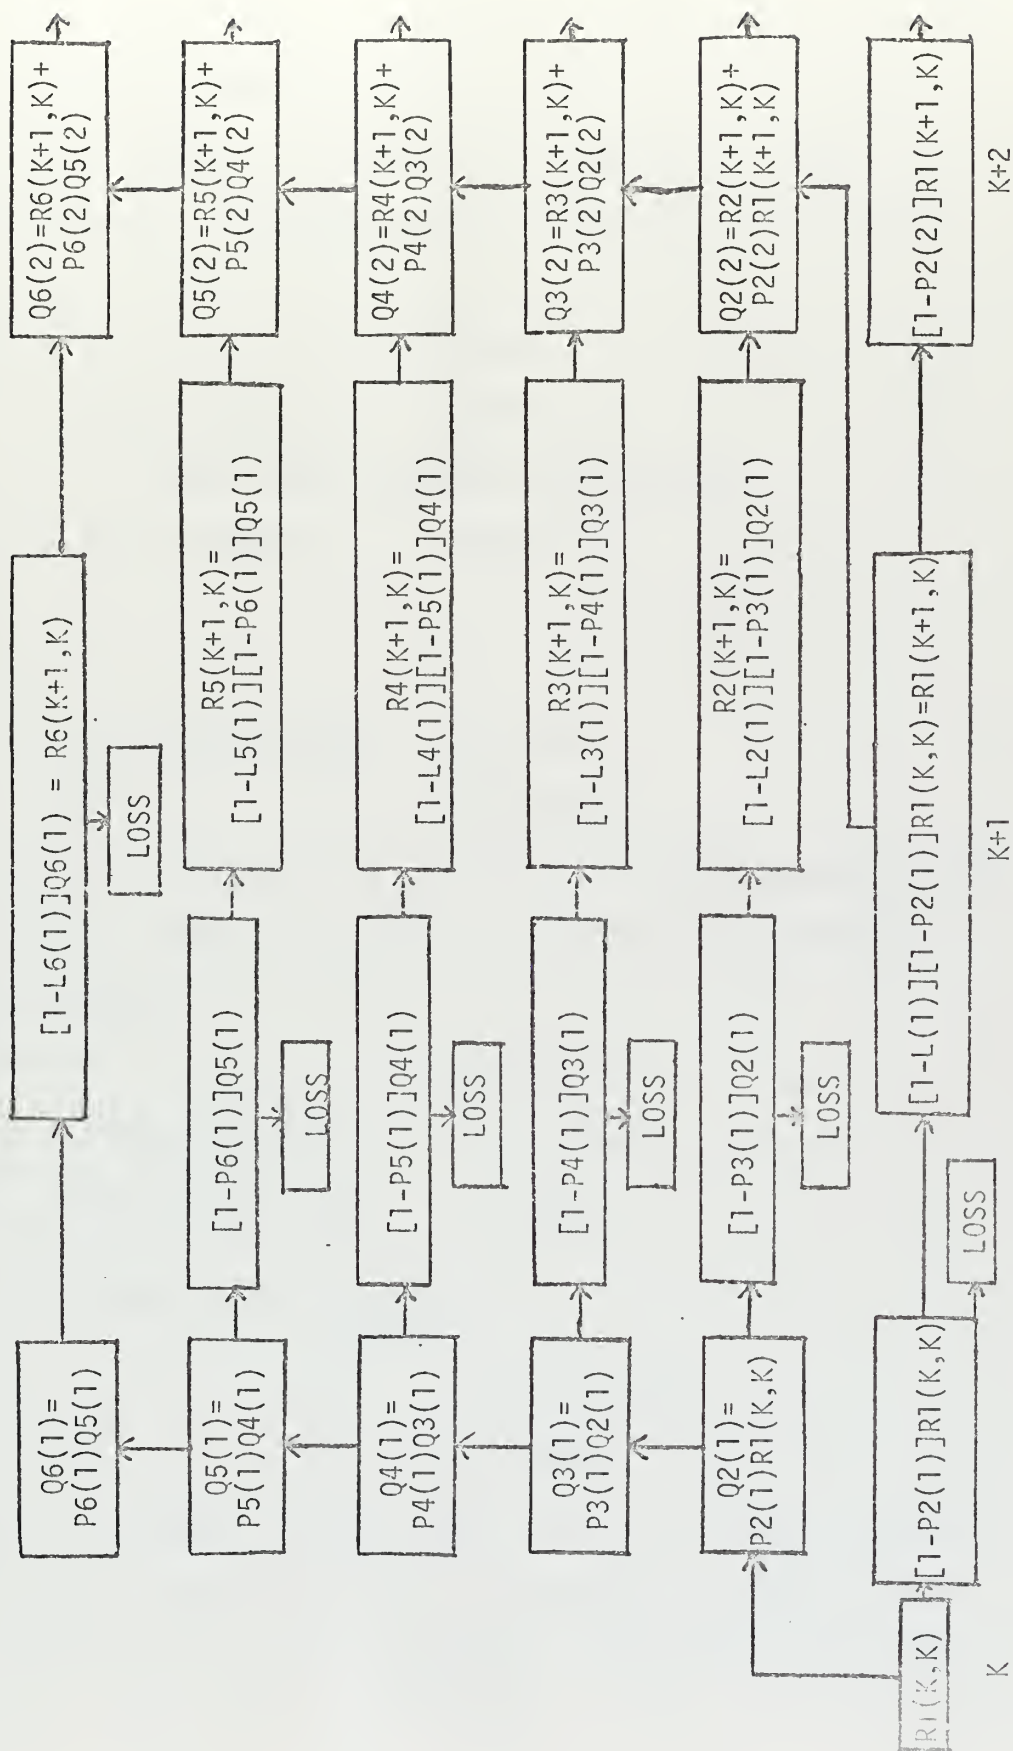 Q6(1)=
P6(1)Q5(1)
[1-L6(1)]Q6(1) = R6(K+1,K)
LOSS
Q6(2)=R6(K+1,K)+
P6(2)Q5(2)
Q5(1)=
P5(1)Q4(1)
[1-P6(1)]Q5(1)
LOSS
R5(K+1,K)=
[1-L5(1)][1-P6(1)]Q5(1)
Q5(2)=R5(K+1,K)+
P5(2)Q4(2)
Q4(1)=
P4(1)Q3(1)
[1-P5(1)]Q4(1)
LOSS
R4(K+1,K)=
[1-L4(1)][1-P5(1)]Q4(1)
Q4(2)=R4(K+1,K)+
P4(2)Q3(2)
Q3(1)=
P3(1)Q2(1)
[1-P4(1)]Q3(1)
LOSS
R3(K+1,K)=
[1-L3(1)][1-P4(1)]Q3(1)
Q3(2)=R3(K+1,K)+
P3(2)Q2(2)
Q2(1)=
P2(1)R1(K,K)
[1-P3(1)]Q2(1)
LOSS
R2(K+1,K)=
[1-L2(1)][1-P3(1)]Q2(1)
Q2(2)=R2(K+1,K)+
P2(2)R1(K+1,K)
R1(K,K)
[1-P2(1)]R1(K,K)
LOSS
[1-L(1)][1-P2(1)]R1(K,K)=R1(K+1,K)
[1-P2(2)]R1(K+1,K)
K
K+1
K+2